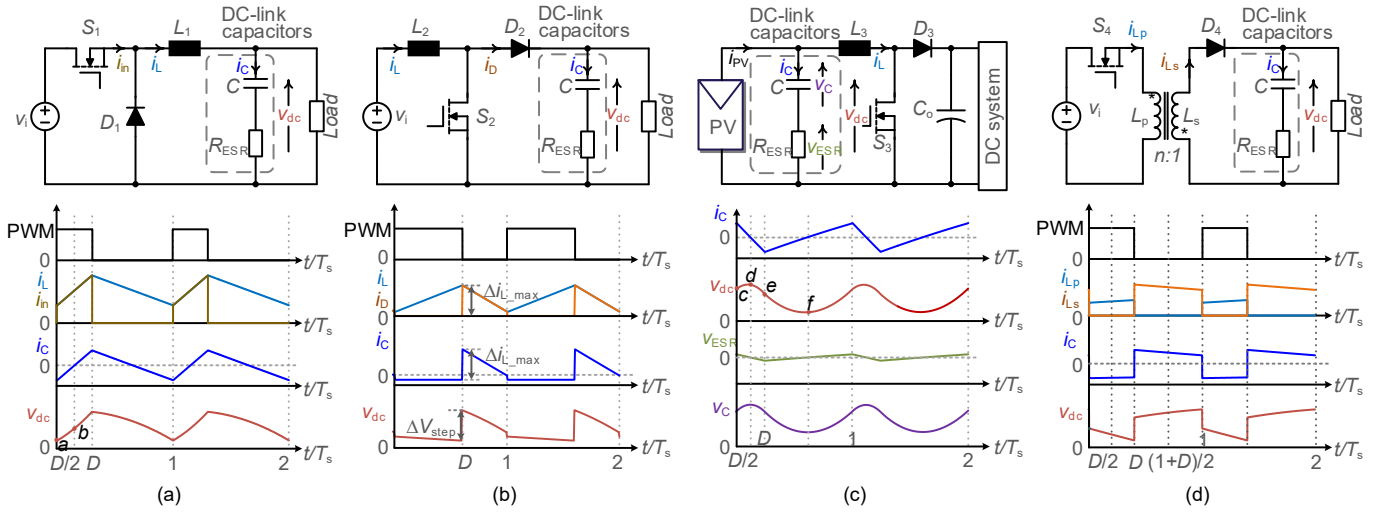 DC-link capacitors
S1
iin
iL
L1
iC
C
vi
D1
vdc
RESR
Load
PWM
0
t/Ts
iL
iin
0
t/Ts
iC
0
t/Ts
vdc
a
b
0
t/Ts
D/2
D
1
2
(a)
DC-link capacitors
L2
D2
iL
iD
iC
C
vi
S2
vdc
RESR
Load
PWM
0
t/Ts
iL
iD
ΔiL_max
0
t/Ts
iC
ΔiL_max
0
t/Ts
vdc
ΔVstep
0
t/Ts
D
1
2
(b)
DC-link capacitors
L3
D3
iPV
iC
iL
C
vC
vdc
PV
S3
Co
RESR
vESR
DC system
iC
0
t/Ts
vdc
c
d
e
f
0
t/Ts
vESR
0
t/Ts
vC
0
t/Ts
D/2
D
1
2
(c)
DC-link capacitors
S4
iLp
D4
iLs
iC
C
vi
*
Lp
Ls
*
n:1
vdc
RESR
Load
PWM
0
t/Ts
iLp
iLs
0
t/Ts
iC
0
t/Ts
vdc
0
t/Ts
D/2
D
(1+D)/2
1
2
(d)